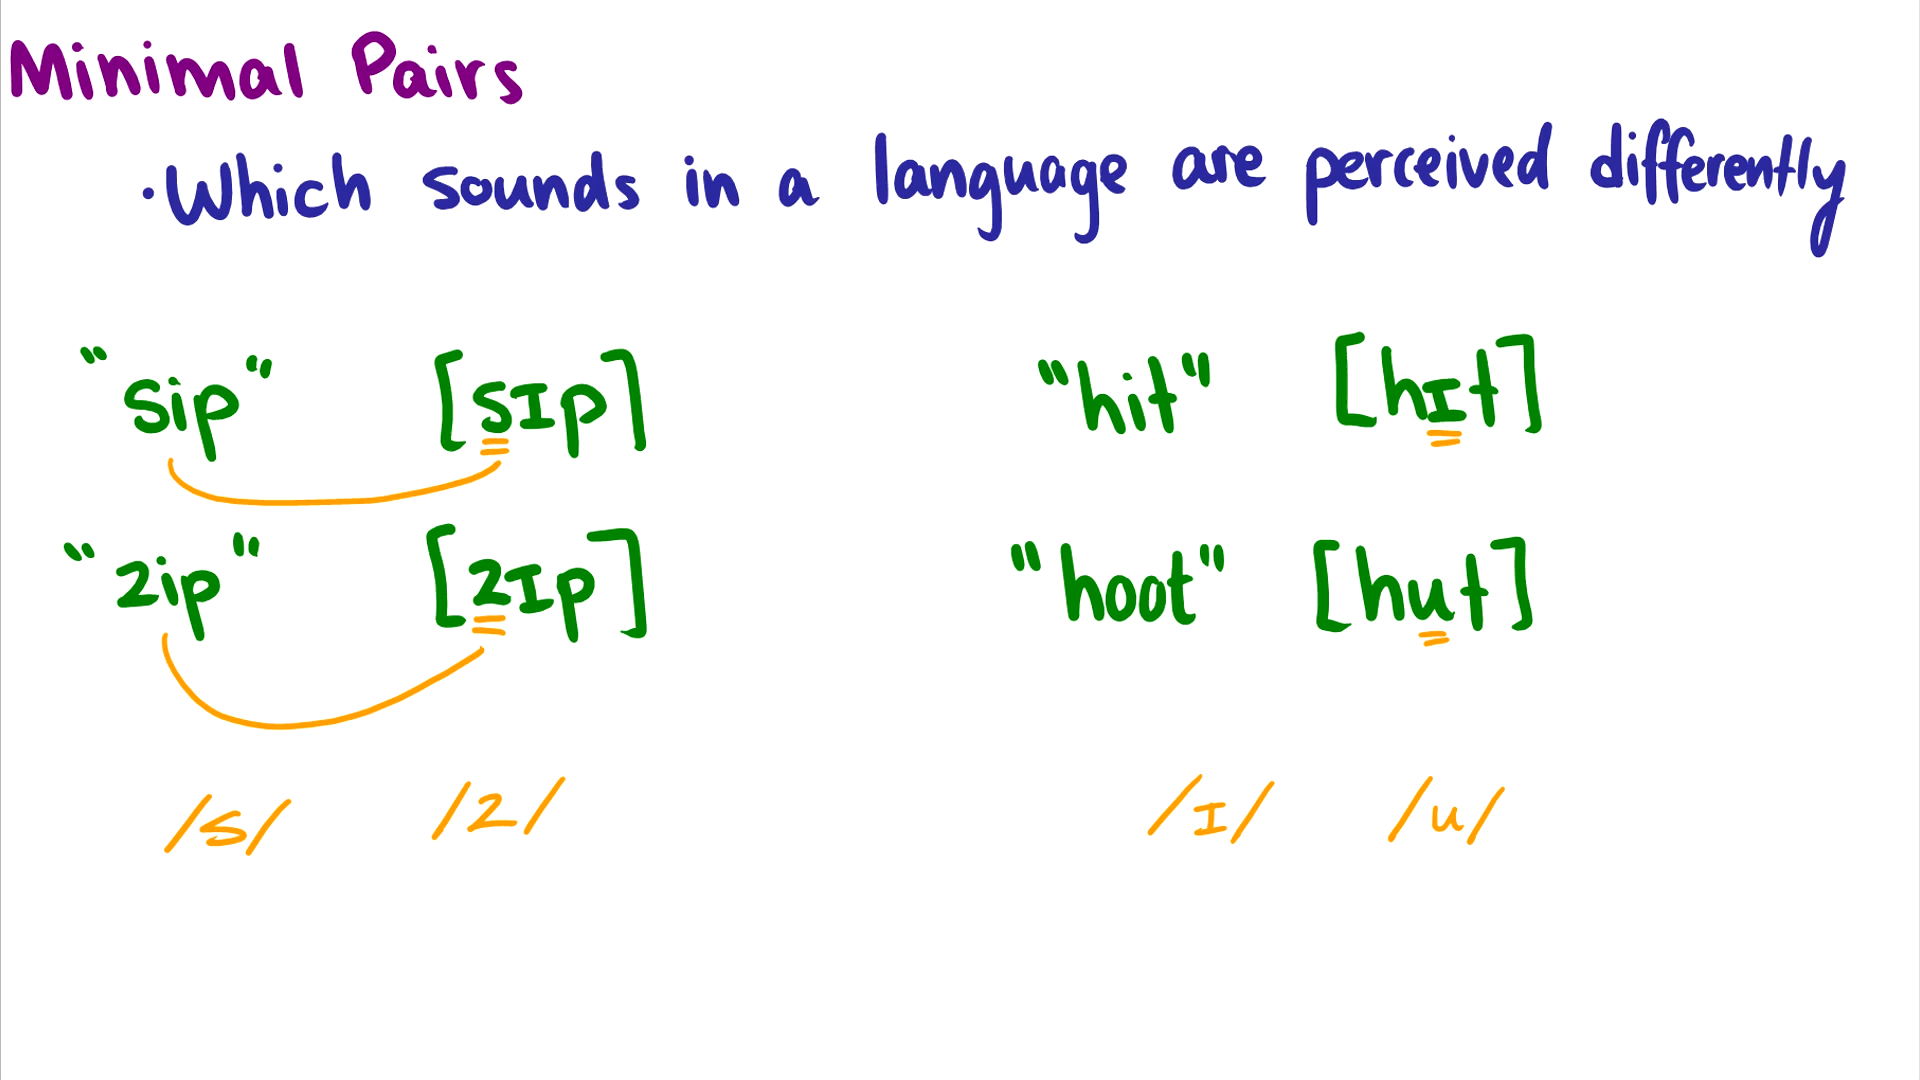 Minimal Pairs
• Which sounds in a language are perceived differently
"sip" [sɪp] "hit" [hɪt]
"zip" [zɪp] "hoot" [hut]
/s/ /z/ /ɪ/ /u/